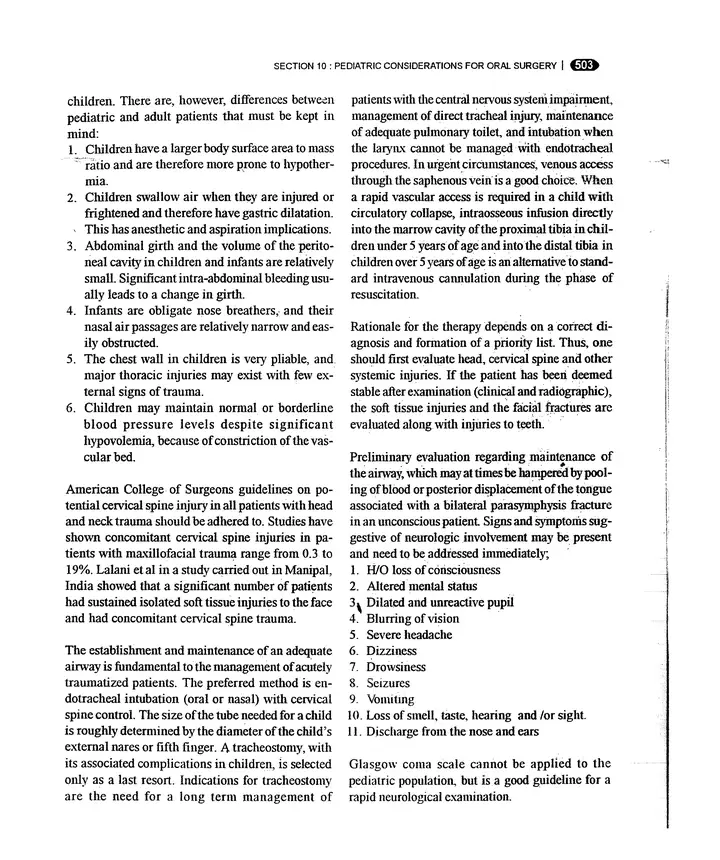 SECTION 10 : PEDIATRIC CONSIDERATIONS FOR ORAL SURGERY | 503
children. There are, however, differences between
pediatric and adult patients that must be kept in
mind:
1. Children have a larger body surface area to mass
ratio and are therefore more prone to hypother-
mia.
2. Children swallow air when they are injured or
frightened and therefore have gastric dilatation.
This has anesthetic and aspiration implications.
3. Abdominal girth and the volume of the perito-
neal cavity in children and infants are relatively
small. Significant intra-abdominal bleeding usu-
ally leads to a change in girth.
4. Infants are obligate nose breathers, and their
nasal air passages are relatively narrow and eas-
ily obstructed.
5. The chest wall in children is very pliable, and
major thoracic injuries may exist with few ex-
ternal signs of trauma.
6. Children may maintain normal or borderline
blood pressure levels despite significant
hypovolemia, because of constriction of the vas-
cular bed.
American College of Surgeons guidelines on po-
tential cervical spine injury in all patients with head
and neck trauma should be adhered to. Studies have
shown concomitant cervical spine injuries in pa-
tients with maxillofacial trauma range from 0.3 to
19%. Lalani et al in a study carried out in Manipal,
India showed that a significant number of patients
had sustained isolated soft tissue injuries to the face
and had concomitant cervical spine trauma.
The establishment and maintenance of an adequate
airway is fundamental to the management of acutely
traumatized patients. The preferred method is en-
dotracheal intubation (oral or nasal) with cervical
spine control. The size of the tube needed for a child
is roughly determined by the diameter of the child's
external nares or fifth finger. A tracheostomy, with
its associated complications in children, is selected
only as a last resort. Indications for tracheostomy
are the need for a long term management of
patients with the central nervous system impairment,
management of direct tracheal injury, maintenance
of adequate pulmonary toilet, and intubation when
the larynx cannot be managed with endotracheal
procedures. In urgent circumstances, venous access
through the saphenous vein is a good choice. When
a rapid vascular access is required in a child with
circulatory collapse, intraosseous infusion directly
into the marrow cavity of the proximal tibia in chil-
dren under 5 years of age and into the distal tibia in
children over 5 years of age is an alternative to stand-
ard intravenous cannulation during the phase of
resuscitation.
Rationale for the therapy depends on a correct di-
agnosis and formation of a priority list. Thus, one
should first evaluate head, cervical spine and other
systemic injuries. If the patient has been deemed
stable after examination (clinical and radiographic),
the soft tissue injuries and the facial fractures are
evaluated along with injuries to teeth.
Preliminary evaluation regarding maintenance of
the airway, which may at times be hampered by pool-
ing of blood or posterior displacement of the tongue
associated with a bilateral parasymphysis fracture
in an unconscious patient. Signs and symptoms sug-
gestive of neurologic involvement may be present
and need to be addressed immediately;
1. H/O loss of consciousness
2. Altered mental status
3. Dilated and unreactive pupil
4. Blurring of vision
5. Severe headache
6. Dizziness
7. Drowsiness
8. Seizures
9. Vomiting
10. Loss of smell, taste, hearing and /or sight.
11. Discharge from the nose and ears
Glasgow coma scale cannot be applied to the
pediatric population, but is a good guideline for a
rapid neurological examination.